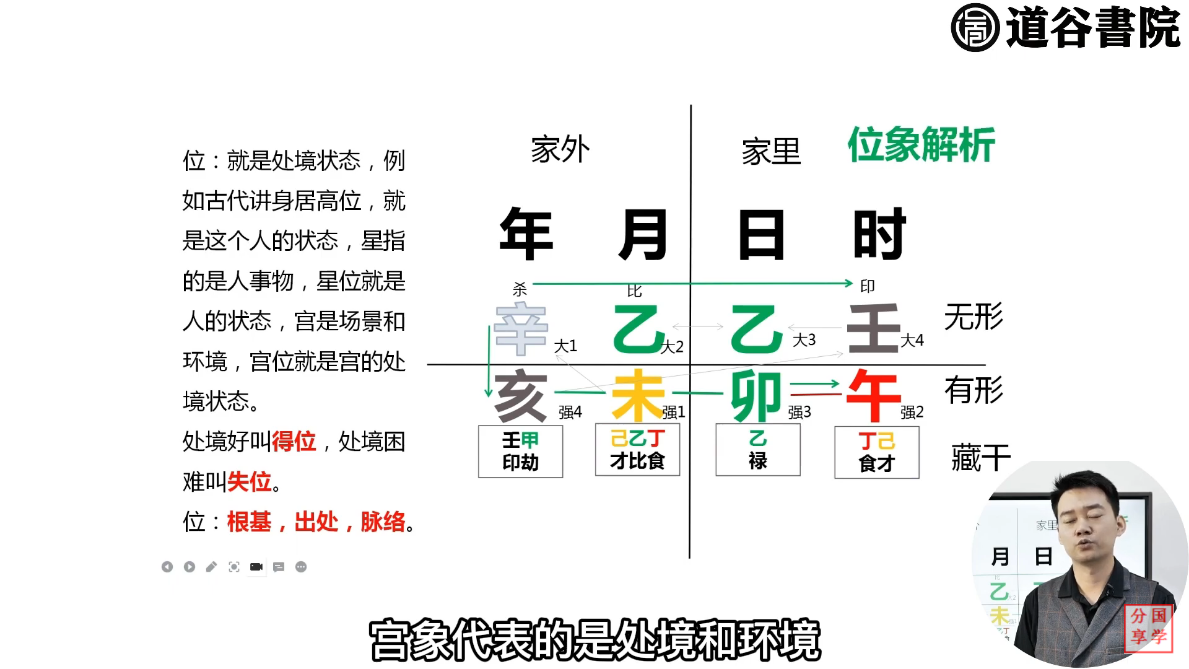 道谷書院
家外
家里
位象解析
位：就是处境状态，例
如古代讲身居高位，就
是这个人的状态，星指
的是人事物，星位就是
人的状态，宫是场景和
环境，宫位就是宫的处
境状态。
处境好叫得位，处境困
难叫失位。
位：根基，出处，脉络。
年 月 日 时
杀 比 印
辛 乙 乙 壬 无形
大1 大2 大3 大4
亥 未 卯 午 有形
强4 强1 强3 强2
壬甲 己乙丁 乙 丁己
印劫 才比食 禄 食才
藏干
家里
月 日
乙
未
分国
享学
宫象代表的是处境和环境